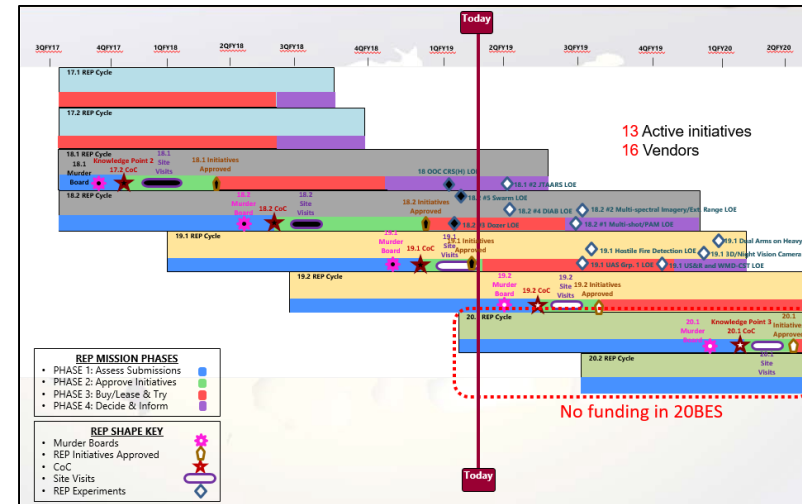 Today
3QFY17 4QFY17 1QFY18 2QFY18 3QFY18 4QFY18 1QFY19 2QFY19 3QFY19 4QFY19 1QFY20 2QFY20
17.1 REP Cycle
17.2 REP Cycle
13 Active initiatives
16 Vendors
18.1 REP Cycle
18.1 Murder Board
Knowledge Point 2
17.2 CoC
18.1 Site Visits
18.1 Initiatives Approved
18 OOC CRS(H) LOE
18.1 #2 JTAARS LOE
18.2 REP Cycle
18.2 Murder Board
18.2 CoC
18.2 Site Visits
18.2 Initiatives Approved
18.2 #5 Swarm LOE
18.2 #4 DIAB LOE
18.2 #2 Multi-spectral Imagery/Ext. Range LOE
18.2 #3 Dozer LOE
18.2 #1 Multi-shot/PAM LOE
19.1 REP Cycle
19.1 Murder Board
19.1 CoC
19.1 Site Visits
19.1 Initiatives Approved
19.1 Dual Arms on Heavy
19.1 Hostile Fire Detection LOE
19.1 3D/Night Vision Camera
19.1 UAS Grp. 1 LOE
19.1 US&R and WMD-CST LOE
19.2 REP Cycle
19.2 Murder Board
19.2 CoC
19.2 Site Visits
19.2 Initiatives Approved
REP Cycle
20.1 Murder Board
Knowledge Point 3
20.1 CoC
Site Visits
20.1 Initiative Approved
20.2 REP Cycle
No funding in 20BES
REP MISSION PHASES
• PHASE 1: Assess Submissions
• PHASE 2: Approve Initiatives
• PHASE 3: Buy/Lease & Try
• PHASE 4: Decide & Inform
REP SHAPE KEY
• Murder Boards
• REP Initiatives Approved
• CoC
• Site Visits
• REP Experiments
Today